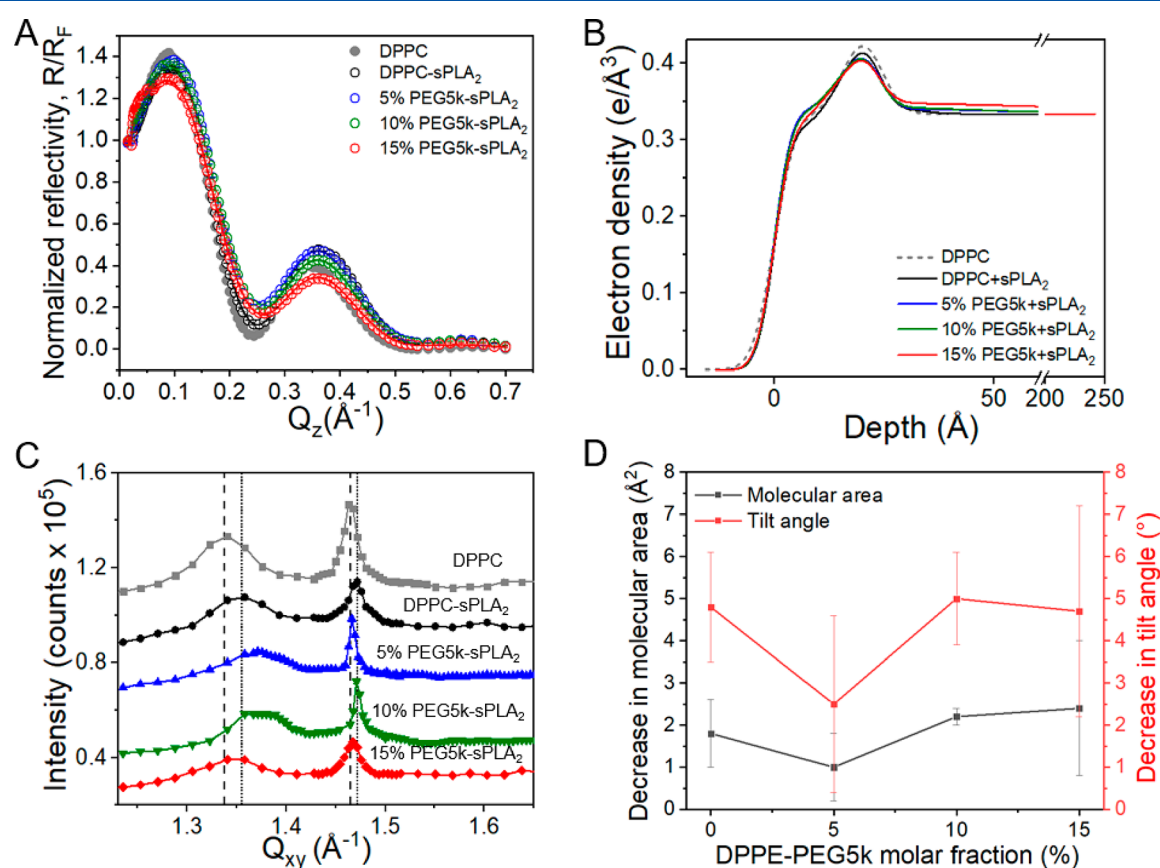 A
Normalized reflectivity, R/R_F
1.4
1.2
1.0
0.8
0.6
0.4
0.2
0.0
DPPC
DPPC-sPLA₂
5% PEG5k-sPLA₂
10% PEG5k-sPLA₂
15% PEG5k-sPLA₂
0.0 0.1 0.2 0.3 0.4 0.5 0.6 0.7
Q_z(Å⁻¹)
B
Electron density (e/Å³)
0.4
0.3
0.2
0.1
0.0
DPPC
DPPC+sPLA₂
5% PEG5k+sPLA₂
10% PEG5k+sPLA₂
15% PEG5k+sPLA₂
0 50 200 250
Depth (Å)
C
Intensity (counts x 10⁵)
1.6
1.2
0.8
0.4
DPPC
DPPC-sPLA₂
5% PEG5k-sPLA₂
10% PEG5k-sPLA₂
15% PEG5k-sPLA₂
1.3 1.4 1.5 1.6
Q_xy (Å⁻¹)
D
Decrease in molecular area (Å²)
8
7
6
5
4
3
2
1
0
Molecular area
Tilt angle
8
7
6
5
4
3
2
1
0
Decrease in tilt angle (°)
0 5 10 15
DPPE-PEG5k molar fraction (%)